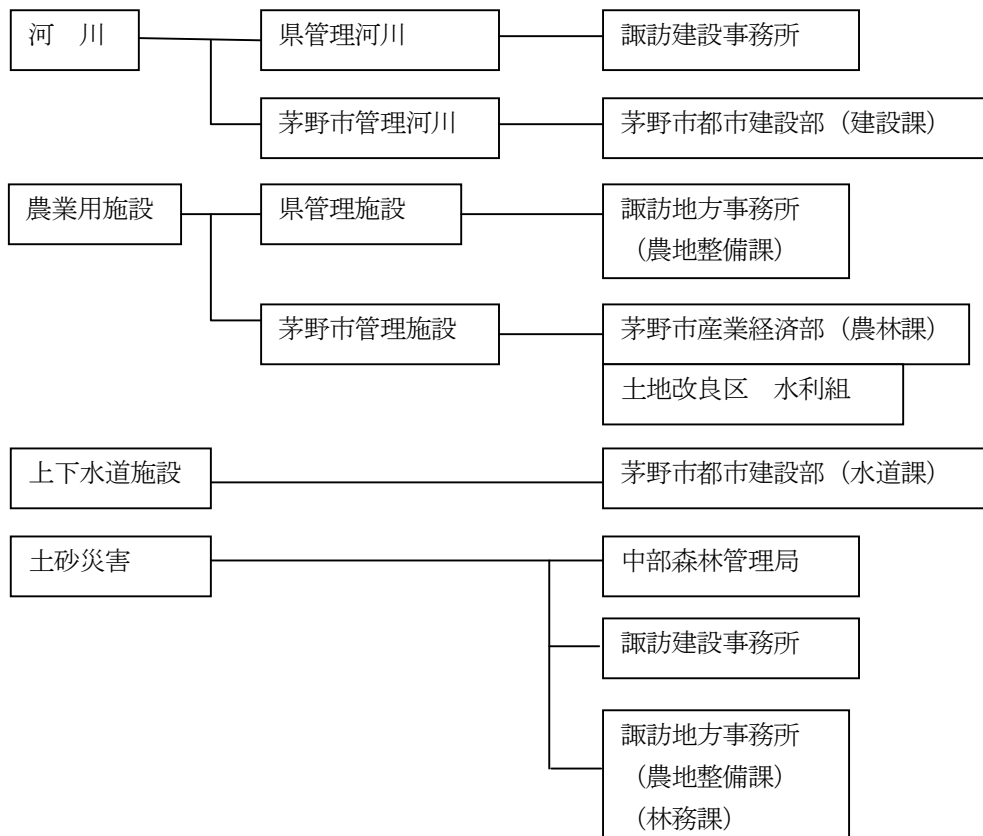 河　川
県管理河川
諏訪建設事務所
茅野市管理河川
茅野市都市建設部（建設課）
農業用施設
県管理施設
諏訪地方事務所
（農地整備課）
茅野市管理施設
茅野市産業経済部（農林課）
土地改良区　水利組
上下水道施設
茅野市都市建設部（水道課）
土砂災害
中部森林管理局
諏訪建設事務所
諏訪地方事務所
（農地整備課）
（林務課）